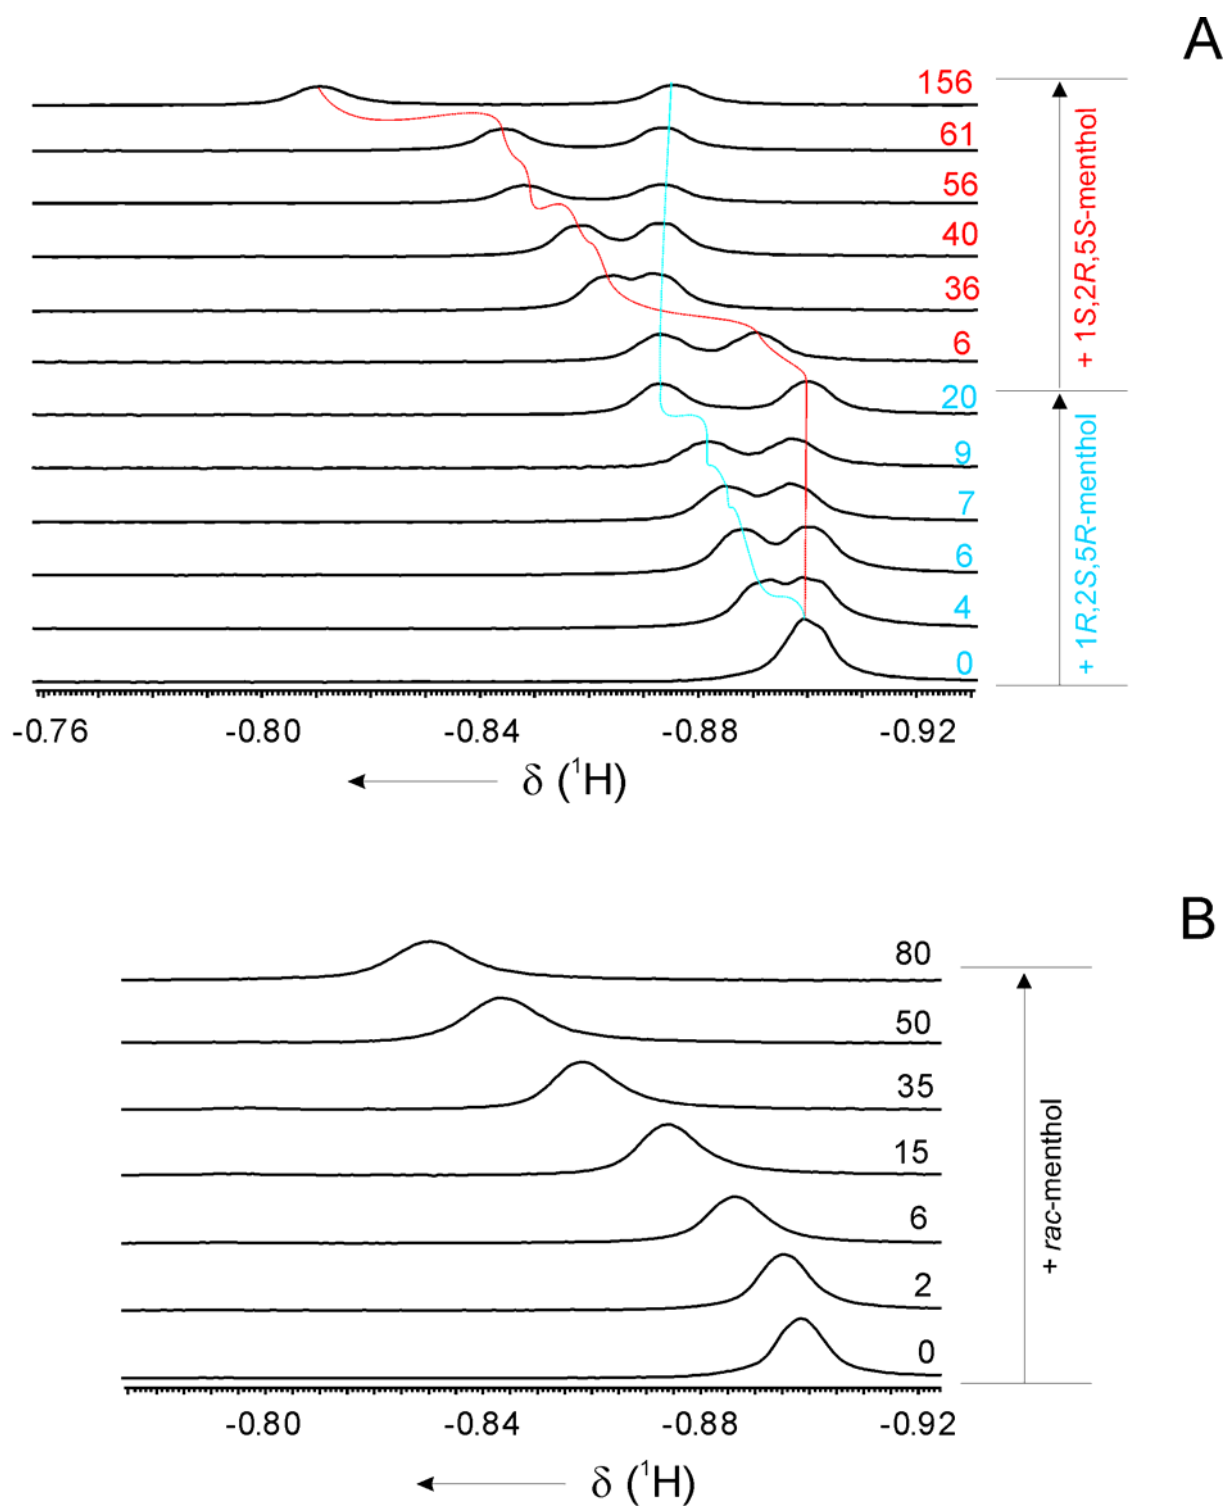 A
156
61
56
40
36
6
20
9
7
6
4
0
+ 1S,2R,5S-menthol
+ 1R,2S,5R-menthol
-0.76 -0.80 -0.84 -0.88 -0.92
δ (¹H)
B
80
50
35
15
6
2
0
+ rac-menthol
-0.80 -0.84 -0.88 -0.92
δ (¹H)